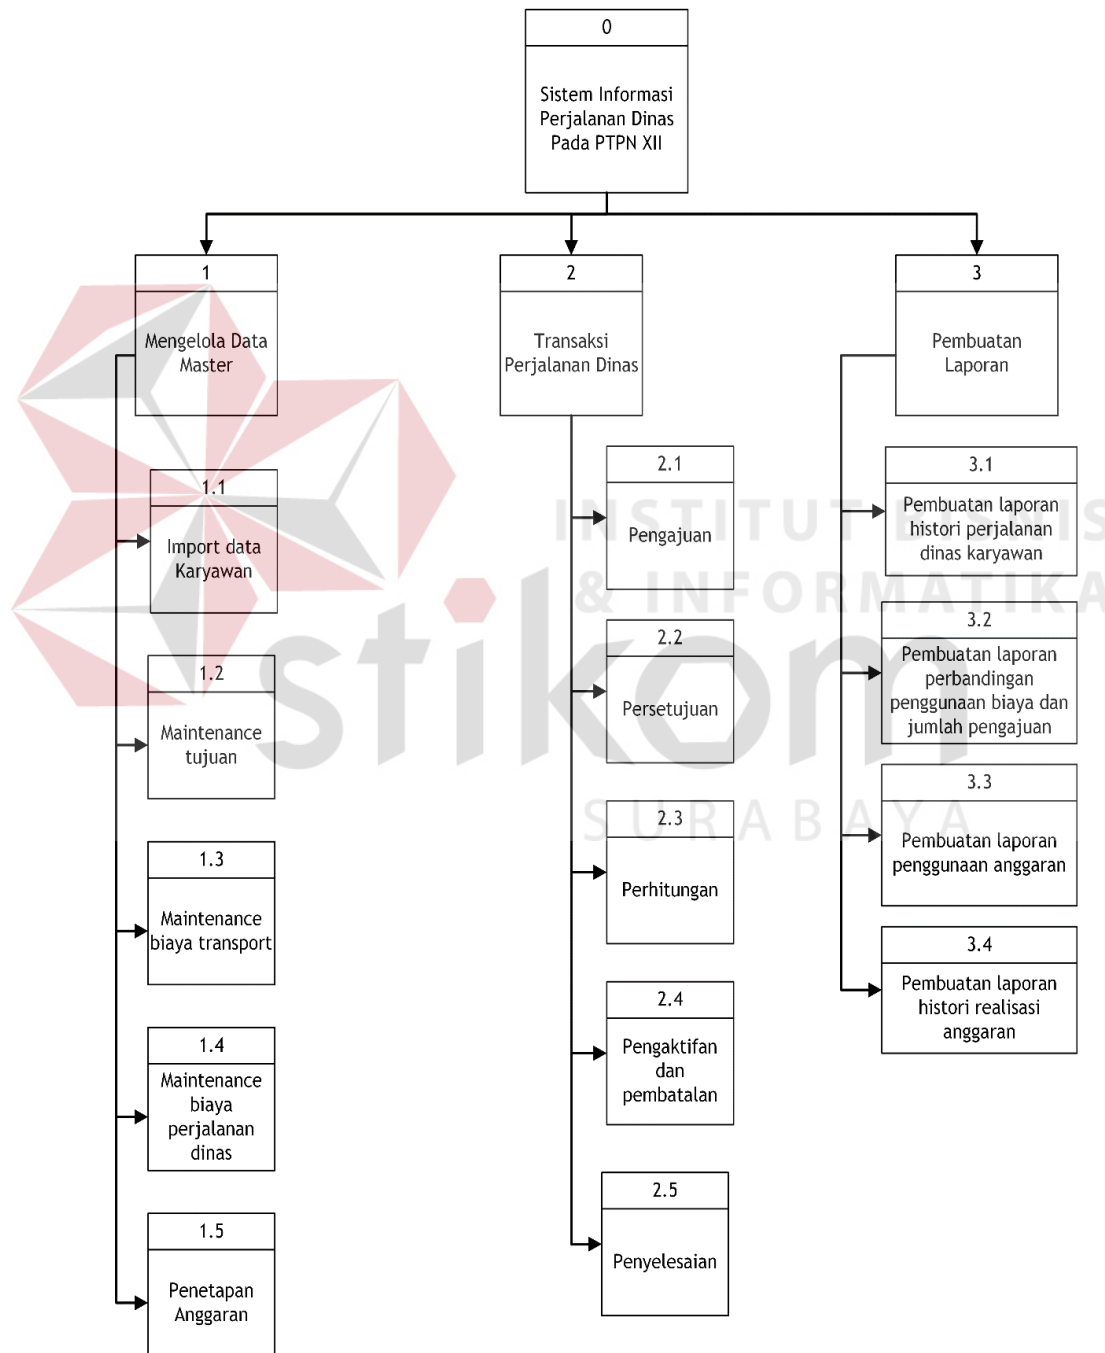 0
Sistem Informasi
Perjalanan Dinas
Pada PTPN XII
1
Mengelola Data
Master
2
Transaksi
Perjalanan Dinas
3
Pembuatan
Laporan
1.1
Import data
Karyawan
1.2
Maintenance
tujuan
1.3
Maintenance
biaya transport
1.4
Maintenance
biaya
perjalanan
dinas
1.5
Penetapan
Anggaran
2.1
Pengajuan
2.2
Persetujuan
2.3
Perhitungan
2.4
Pengaktifan
dan
pembatalan
2.5
Penyelesaian
3.1
Pembuatan laporan
histori perjalanan
dinas karyawan
3.2
Pembuatan laporan
perbandingan
penggunaan biaya dan
jumlah pengajuan
3.3
Pembuatan laporan
penggunaan anggaran
3.4
Pembuatan laporan
histori realisasi
anggaran
INSTITUT BISNIS
& INFORMATIKA
stikom
SURABAYA